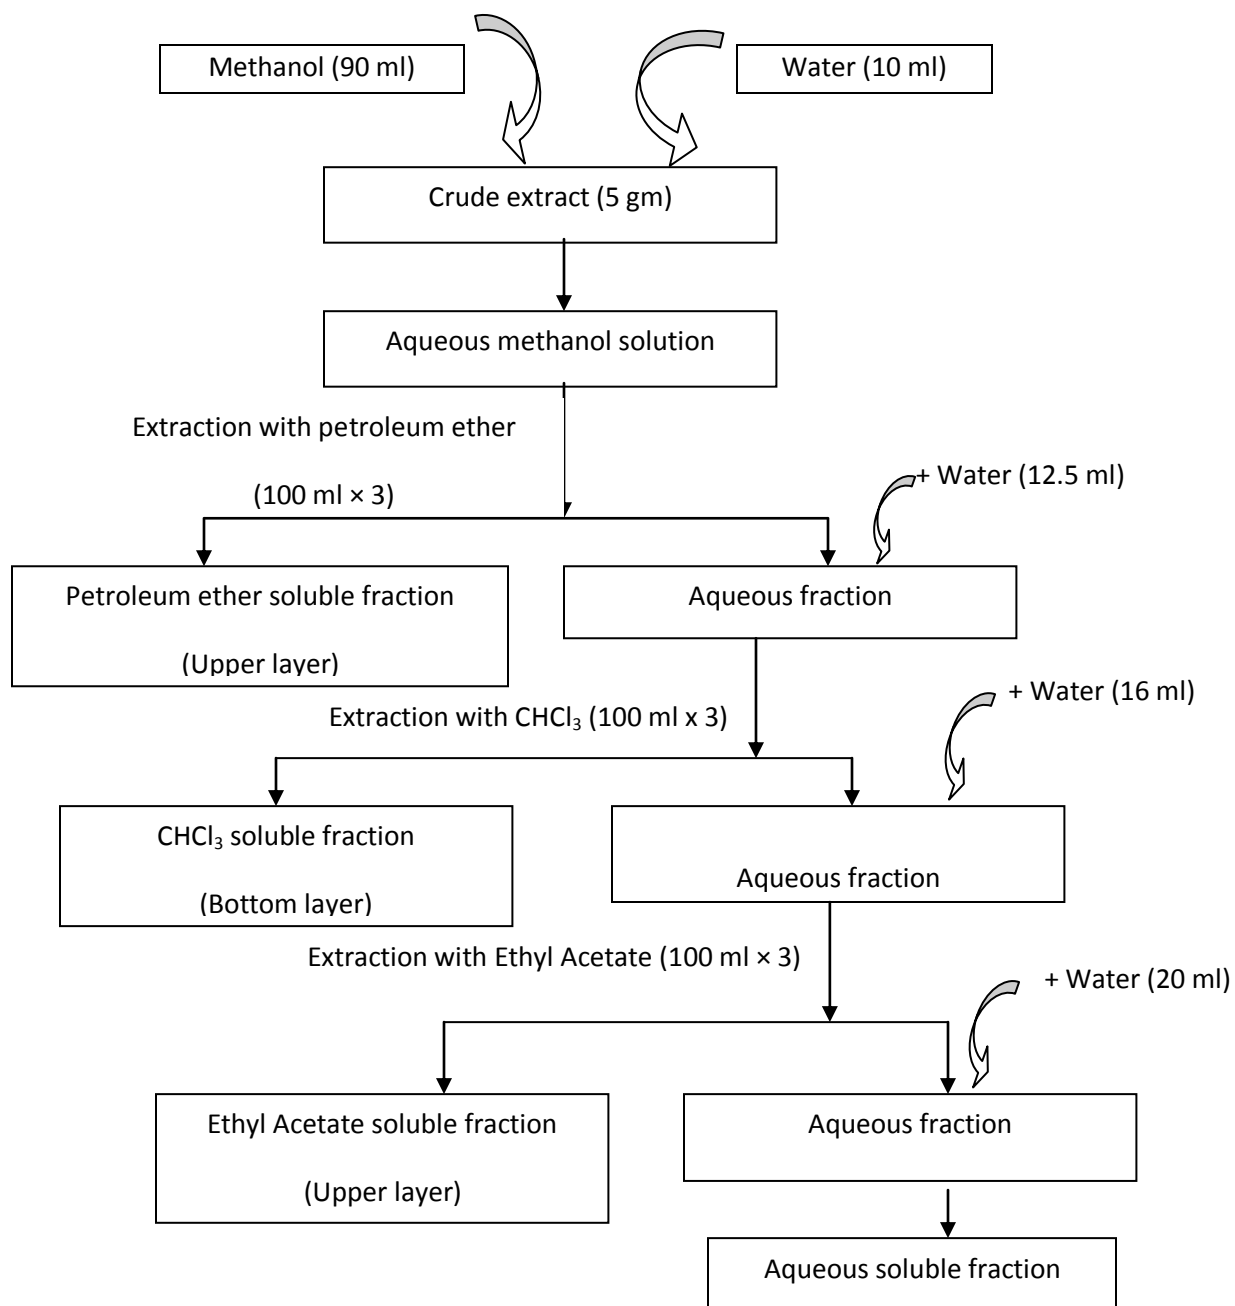 Methanol (90 ml)
Water (10 ml)
Crude extract (5 gm)
Aqueous methanol solution
Extraction with petroleum ether
(100 ml × 3)
+ Water (12.5 ml)
Petroleum ether soluble fraction
(Upper layer)
Aqueous fraction
+ Water (16 ml)
Extraction with CHCl₃ (100 ml x 3)
CHCl₃ soluble fraction
(Bottom layer)
Aqueous fraction
Extraction with Ethyl Acetate (100 ml × 3)
+ Water (20 ml)
Ethyl Acetate soluble fraction
(Upper layer)
Aqueous fraction
Aqueous soluble fraction